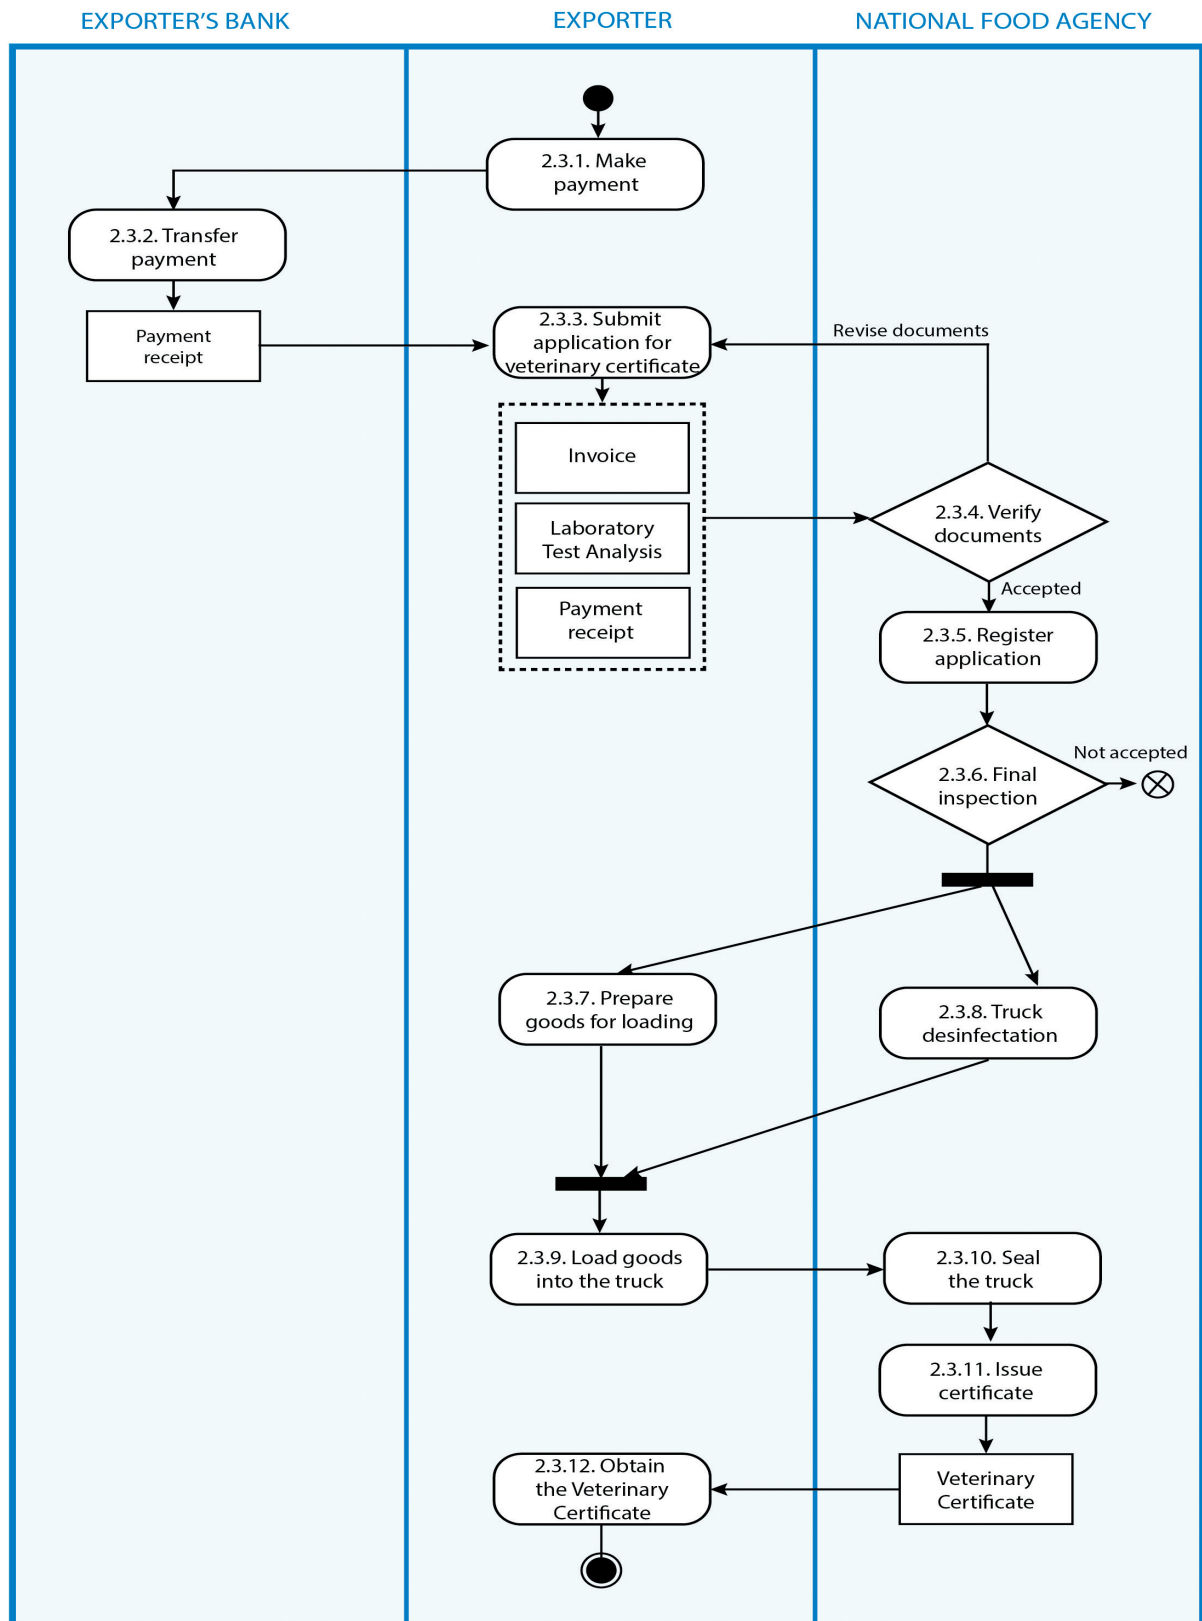 EXPORTER'S BANK
EXPORTER
NATIONAL FOOD AGENCY
2.3.1. Make
payment
2.3.2. Transfer
payment
Payment
receipt
2.3.3. Submit
application for
veterinary certificate
Revise documents
Invoice
Laboratory
Test Analysis
Payment
receipt
2.3.4. Verify
documents
Accepted
2.3.5. Register
application
Not accepted
2.3.6. Final
inspection
2.3.7. Prepare
goods for loading
2.3.8. Truck
desinfectation
2.3.9. Load goods
into the truck
2.3.10. Seal
the truck
2.3.11. Issue
certificate
2.3.12. Obtain
the Veterinary
Certificate
Veterinary
Certificate